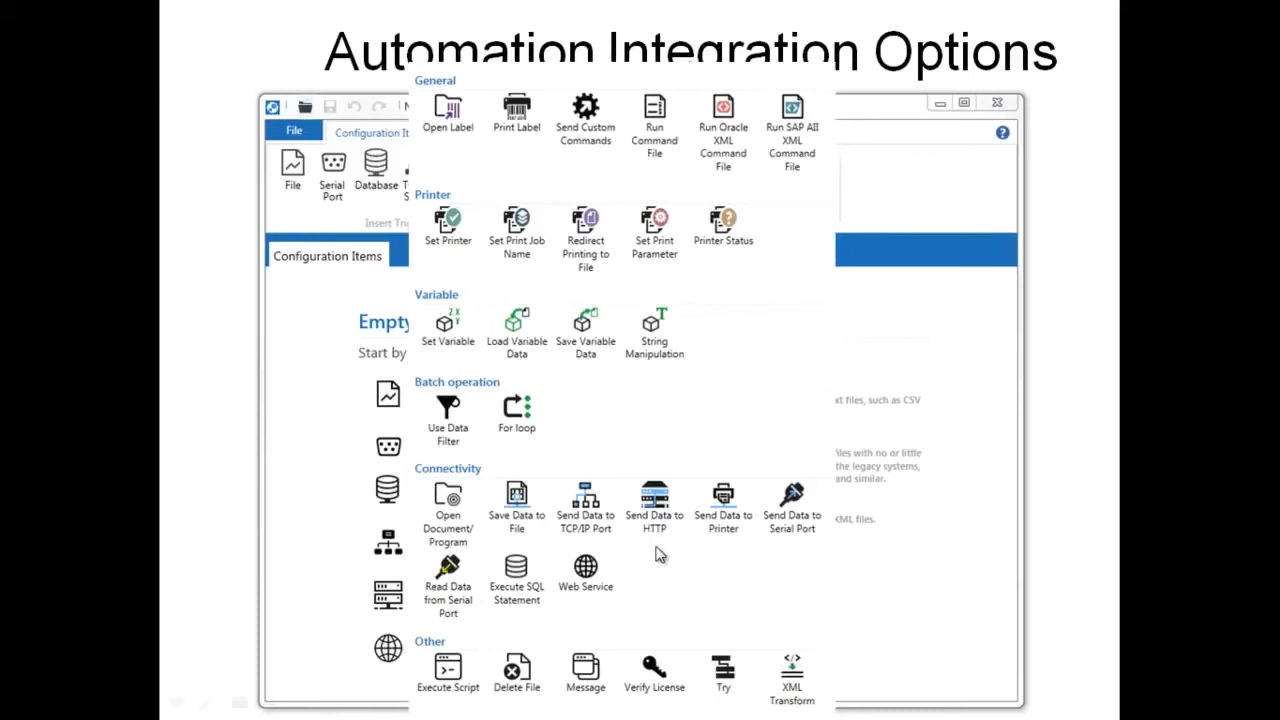 Automation Integration Options
General
Open Label
Print Label
Send Custom
Commands
Run
Command
File
Run Oracle
XML
Command
File
Run SAP AII
XML
Command
File
File
Configuration It
File
Serial
Port
Database
Insert Tri
Printer
Set Printer
Set Print Job
Name
Redirect
Printing to
File
Set Print
Parameter
Printer Status
Configuration Items
Variable
Empty
Start by
Set Variable
Load Variable
Data
Save Variable
Data
String
Manipulation
Batch operation
Use Data
Filter
For loop
xt files, such as CSV
files with no or little
the legacy systems,
and similar.
XML files.
Connectivity
Open
Document/
Program
Save Data to
File
Send Data to
TCP/IP Port
Send Data to
HTTP
Send Data to
Printer
Send Data to
Serial Port
Read Data
from Serial
Port
Execute SQL
Statement
Web Service
Other
Execute Script
Delete File
Message
Verify License
Try
XML
Transform